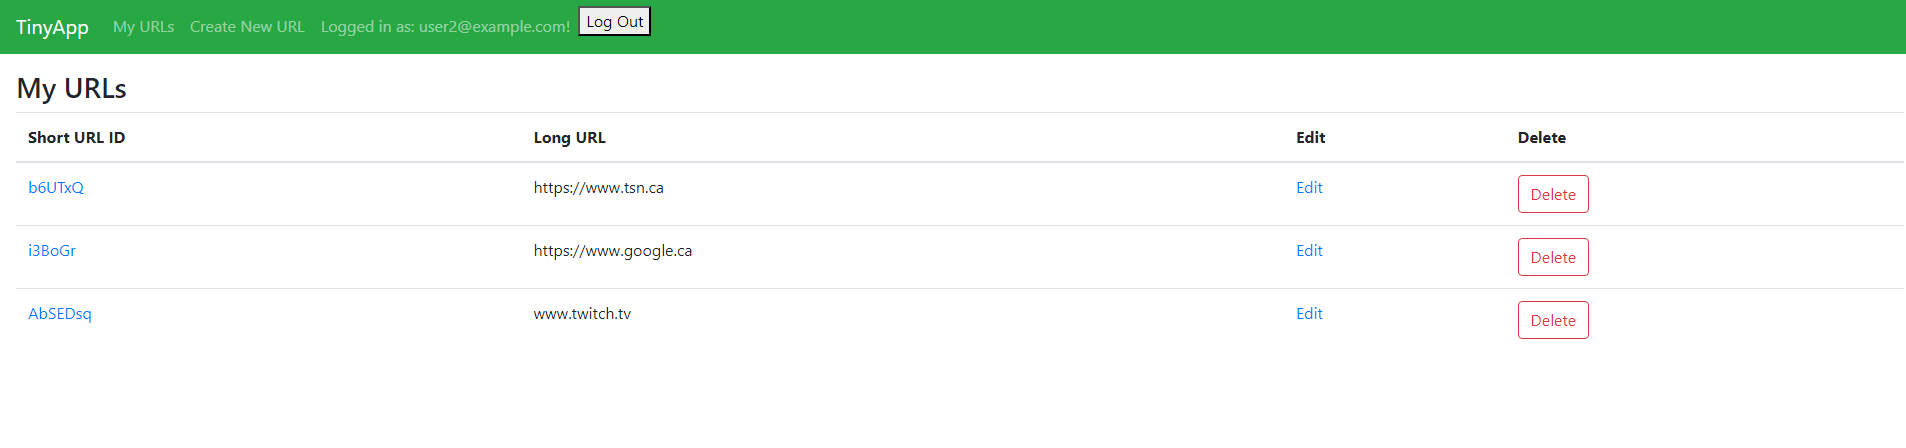 TinyApp My URLs Create New URL Logged in as: user2@example.com! Log Out
My URLs
Short URL ID Long URL Edit Delete
b6UTxQ https://www.tsn.ca Edit Delete
i3BoGr https://www.google.ca Edit Delete
AbSEDsq www.twitch.tv Edit Delete